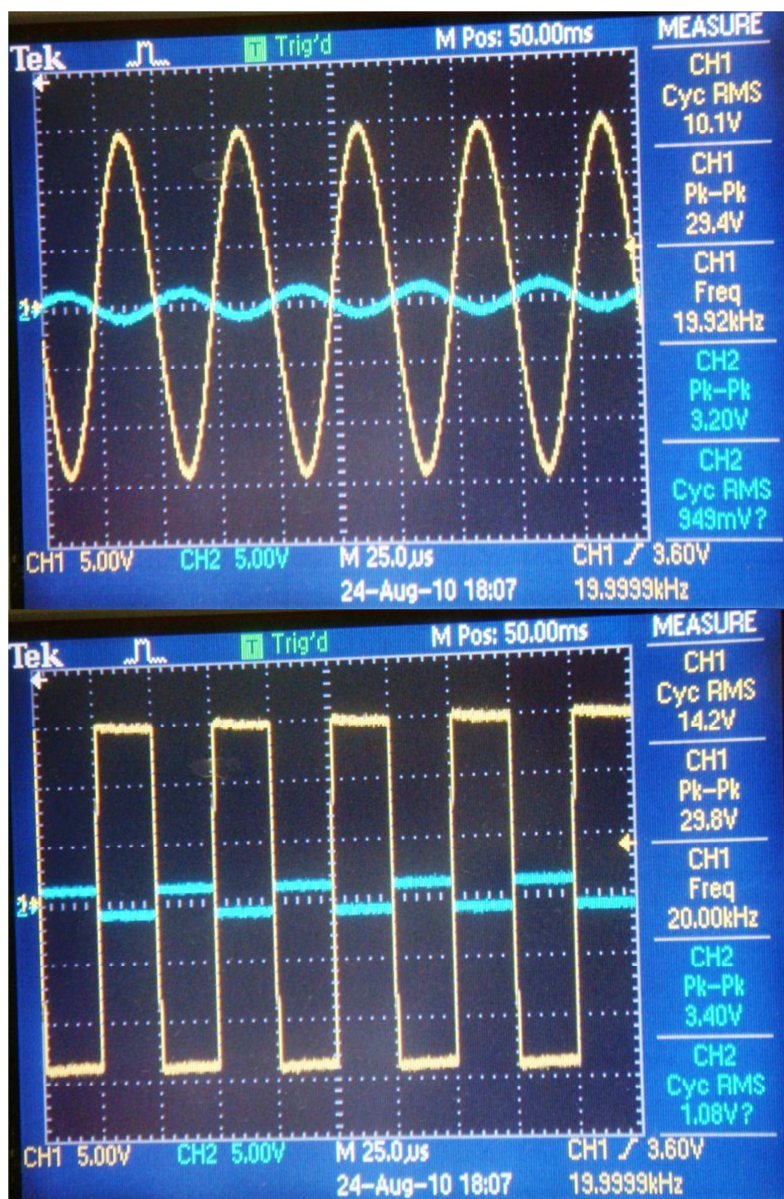 Tek T Trig'd M Pos: 50.00ms MEASURE
CH1
Cyc RMS
10.1V
CH1
Pk-Pk
29.4V
CH1
Freq
19.92kHz
CH2
Pk-Pk
3.20V
CH2
Cyc RMS
949mV?
2
CH1 5.00V CH2 5.00V M 25.0µs CH1 3.60V
24-Aug-10 18:07 19.9999kHz
Tek T Trig'd M Pos: 50.00ms MEASURE
CH1
Cyc RMS
14.2V
CH1
Pk-Pk
29.8V
CH1
Freq
20.00kHz
CH2
Pk-Pk
3.40V
CH2
Cyc RMS
1.08V?
2
CH1 5.00V CH2 5.00V M 25.0µs CH1 3.60V
24-Aug-10 18:07 19.9999kHz